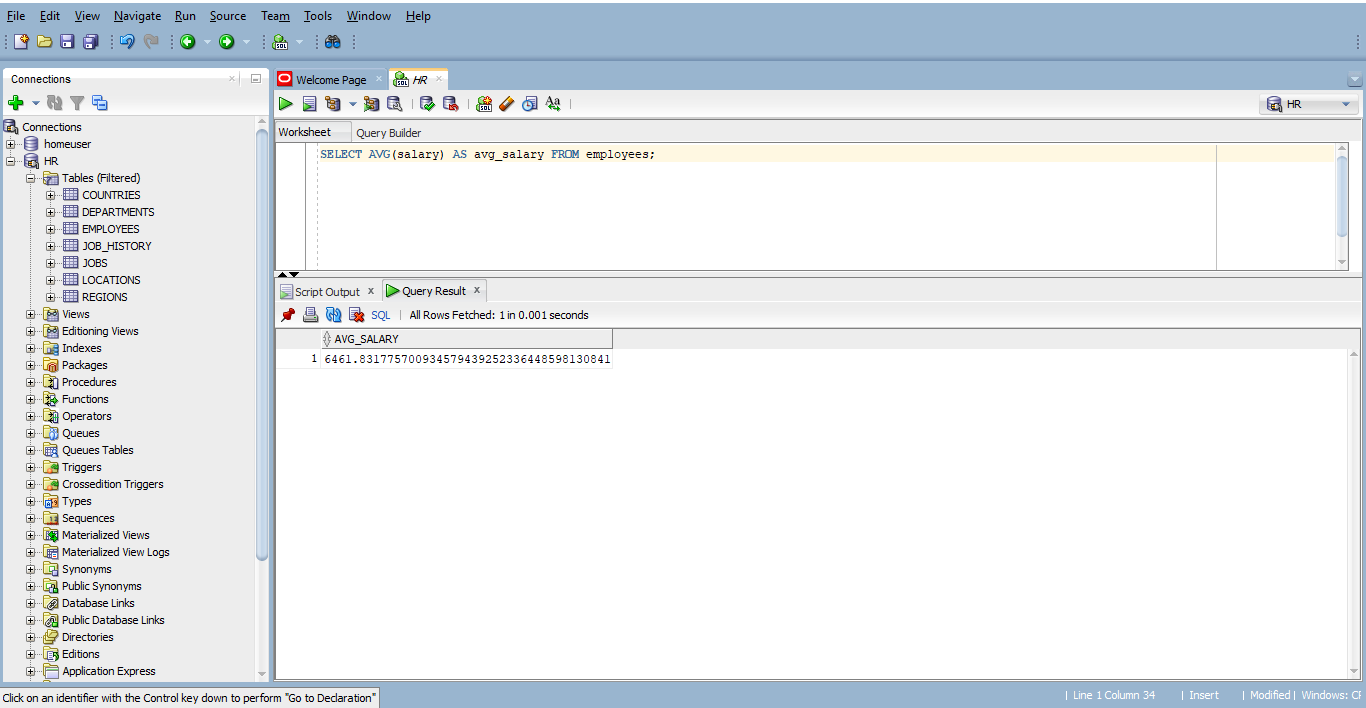 File Edit View Navigate Run Source Team Tools Window Help
Connections
Connections
homeuser
HR
Tables (Filtered)
COUNTRIES
DEPARTMENTS
EMPLOYEES
JOB_HISTORY
JOBS
LOCATIONS
REGIONS
Views
Editioning Views
Indexes
Packages
Procedures
Functions
Operators
Queues
Queues Tables
Triggers
Crossedition Triggers
Types
Sequences
Materialized Views
Materialized View Logs
Synonyms
Public Synonyms
Database Links
Public Database Links
Directories
Editions
Application Express
Welcome Page HR
HR
Worksheet Query Builder
SELECT AVG(salary) AS avg_salary FROM employees;
Script Output x Query Result x
SQL | All Rows Fetched: 1 in 0.001 seconds
AVG_SALARY
1 6461.831775700934579439252336448598130841
Click on an identifier with the Control key down to perform "Go to Declaration"
| Line 1 Column 34 | Insert | Modified | Windows: CF